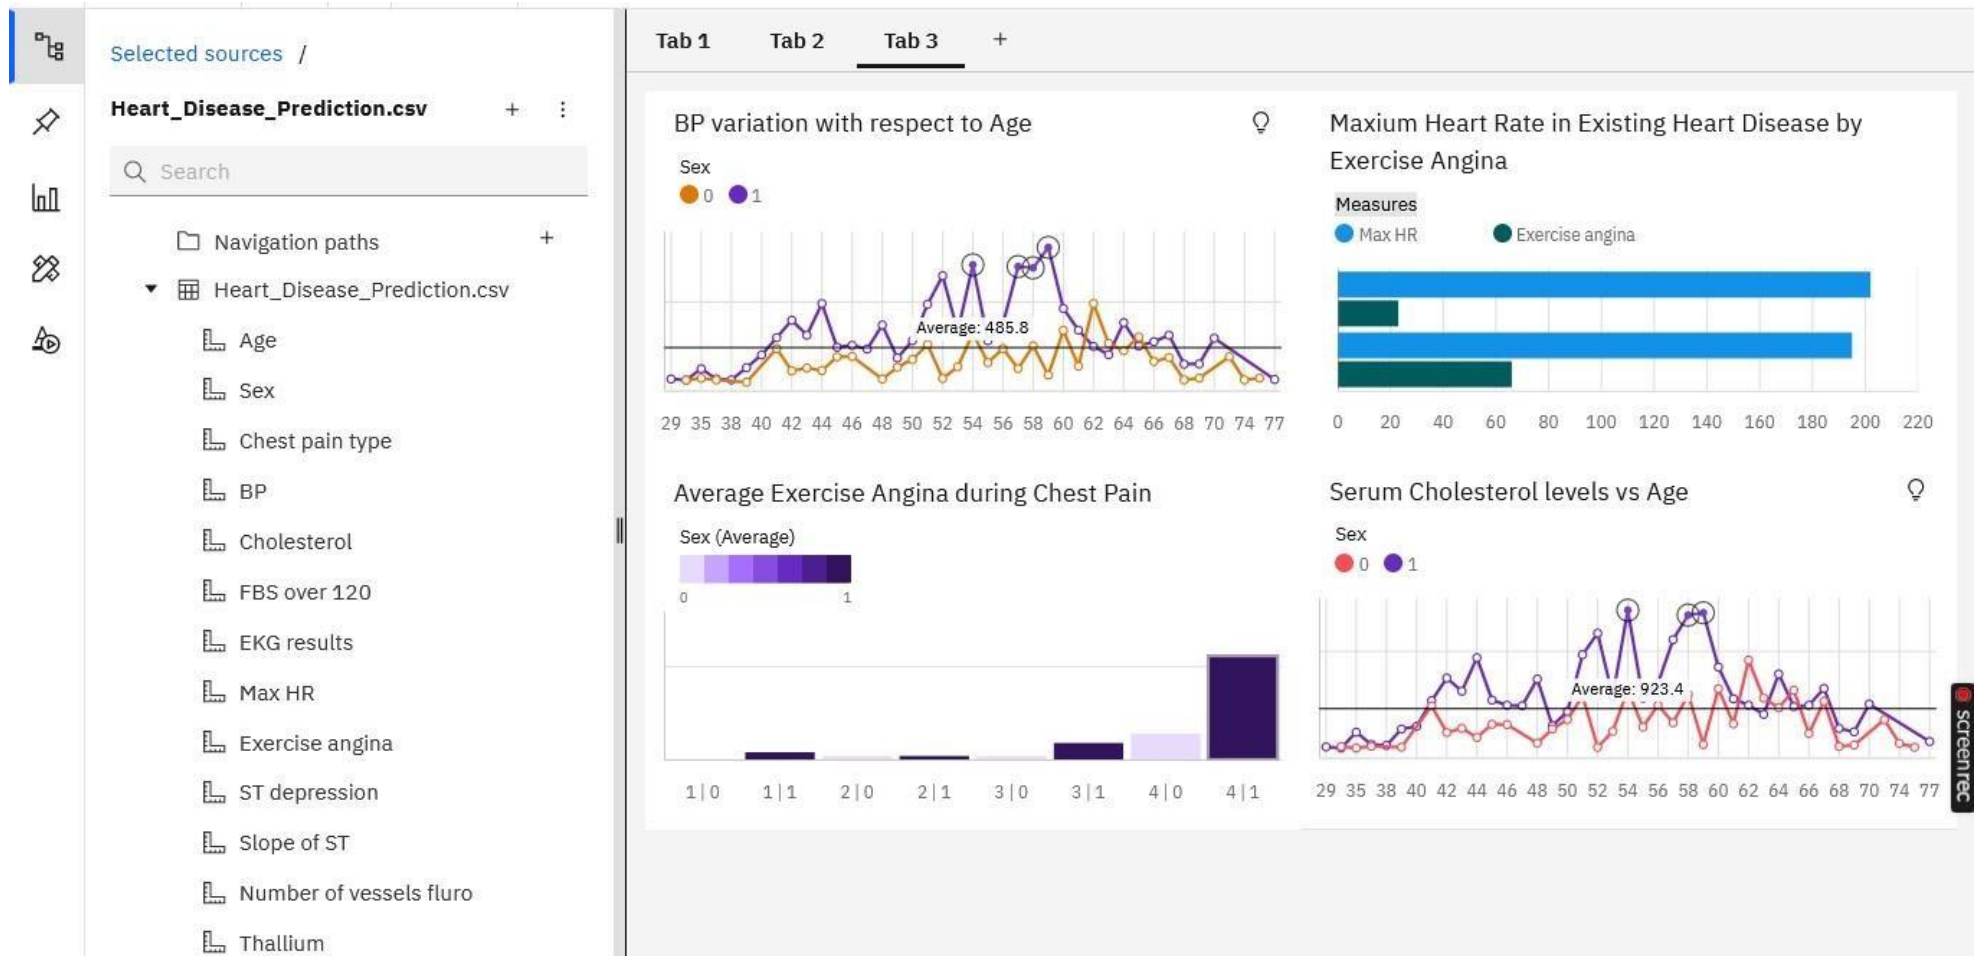 Selected sources /
Heart_Disease_Prediction.csv
Search
Navigation paths
Heart_Disease_Prediction.csv
Age
Sex
Chest pain type
BP
Cholesterol
FBS over 120
EKG results
Max HR
Exercise angina
ST depression
Slope of ST
Number of vessels fluro
Thallium
Tab 1 Tab 2 Tab 3 +
BP variation with respect to Age
Sex
0 1
Average: 485.8
29 35 38 40 42 44 46 48 50 52 54 56 58 60 62 64 66 68 70 74 77
Maxium Heart Rate in Existing Heart Disease by
Exercise Angina
Measures
Max HR Exercise angina
0 20 40 60 80 100 120 140 160 180 200 220
Average Exercise Angina during Chest Pain
Sex (Average)
0 1
1|0 1|1 2|0 2|1 3|0 3|1 4|0 4|1
Serum Cholesterol levels vs Age
Sex
0 1
Average: 923.4
29 35 38 40 42 44 46 48 50 52 54 56 58 60 62 64 66 68 70 74 77
screenrec